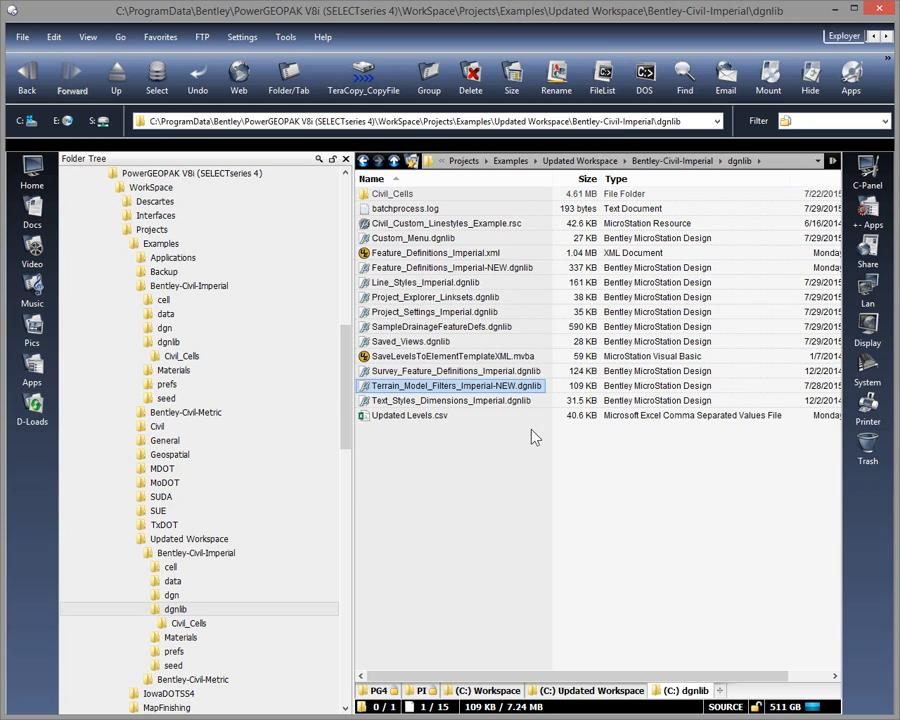 C:\ProgramData\Bentley\PowerGEOPAK V8i (SELECTseries 4)\WorkSpace\Projects\Examples\Updated Workspace\Bentley-Civil-Imperial\dgnlib
File Edit View Go Favorites FTP Settings Tools Help Exployer
Back Forward Up Select Undo Web Folder/Tab TeraCopy_CopyFile Group Delete Size Rename FileList DOS Find Email Mount Hide Apps
C: E: S: C:\ProgramData\Bentley\PowerGEOPAK V8i (SELECTseries 4)\WorkSpace\Projects\Examples\Updated Workspace\Bentley-Civil-Imperial\dgnlib Filter
Home
Docs
Video
Music
Pics
Apps
D-Loads
Folder Tree
PowerGEOPAK V8i (SELECTseries 4)
WorkSpace
Descartes
Interfaces
Projects
Examples
Applications
Backup
Bentley-Civil-Imperial
cell
data
dgn
dgnlib
Civil_Cells
Materials
prefs
seed
Bentley-Civil-Metric
Civil
General
Geospatial
MDOT
MoDOT
SUDA
SUE
TxDOT
Updated Workspace
Bentley-Civil-Imperial
cell
data
dgn
dgnlib
Civil_Cells
Materials
prefs
seed
Bentley-Civil-Metric
IowaDOTSS4
MapFinishing
Projects Examples Updated Workspace Bentley-Civil-Imperial dgnlib
Name Size Type
Civil_Cells 4.61 MB File Folder 7/22/2015
batchprocess.log 193 bytes Text Document 7/29/2015
Civil_Custom_Linestyles_Example.rsc 42.6 KB MicroStation Resource 6/16/2014
Custom_Menu.dgnlib 27 KB Bentley MicroStation Design 7/29/2015
Feature_Definitions_Imperial.xml 1.04 MB XML Document Monday
Feature_Definitions_Imperial-NEW.dgnlib 337 KB Bentley MicroStation Design 7/29/2015
Line_Styles_Imperial.dgnlib 161 KB Bentley MicroStation Design 7/29/2015
Project_Explorer_Linksets.dgnlib 38 KB Bentley MicroStation Design 7/29/2015
Project_Settings_Imperial.dgnlib 35 KB Bentley MicroStation Design 7/29/2015
SampleDrainageFeatureDefs.dgnlib 590 KB Bentley MicroStation Design 7/29/2015
Saved_Views.dgnlib 28 KB Bentley MicroStation Design 7/29/2015
SaveLevelsToElementTemplateXML.mvba 59 KB MicroStation Visual Basic 1/7/2014
Survey_Feature_Definitions_Imperial.dgnlib 124 KB Bentley MicroStation Design 12/2/2014
Terrain_Model_Filters_Imperial-NEW.dgnlib 109 KB Bentley MicroStation Design 7/28/2015
Text_Styles_Dimensions_Imperial.dgnlib 31.5 KB Bentley MicroStation Design 12/2/2014
Updated Levels.csv 40.6 KB Microsoft Excel Comma Separated Values File Monday
C-Panel
+- Apps
Share
Lan
Display
System
Printer
Trash
PG4 PI (C:) Workspace (C:) Updated Workspace (C:) dgnlib
0 / 1 1 / 15 109 KB / 7.24 MB SOURCE 511 GB